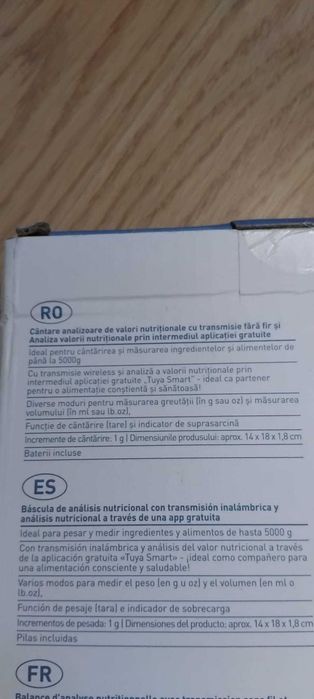 RO
Cântare analizoare de valori nutriționale cu transmisie fără fir și
Analiza valorii nutriționale prin intermediul aplicației gratuite
Ideal pentru cântărirea și măsurarea ingredientelor și alimentelor de
până la 5000g
Cu transmisie wireless și analiză a valorii nutriționale prin
intermediul aplicației gratuite „Tuya Smart” - ideal ca partener
pentru o alimentație conștientă și sănătoasă!
Diverse moduri pentru măsurarea greutății (în g sau oz) și măsurarea
volumului (în ml sau lb.oz),
Funcție de cântărire (tare) și indicator de suprasarcină
Incremente de cântărire: 1 g | Dimensiunile produsului: aprox. 14 x 18 x 1,8 cm
Baterii incluse
ES
Báscula de análisis nutricional con transmisión inalámbrica y
análisis nutricional a través de una app gratuita
Ideal para pesar y medir ingredientes y alimentos de hasta 5000 g
Con transmisión inalámbrica y análisis del valor nutricional a través
de la aplicación gratuita «Tuya Smart» - ¡ideal como compañero para
una alimentación consciente y saludable!
Varios modos para medir el peso (en g u oz) y el volumen (en ml o
lb.oz),
Función de pesaje (tara) e indicador de sobrecarga
Incrementos de pesada: 1 g | Dimensiones del producto: aprox. 14 x 18 x 1,8 cm
Pilas incluidas
FR
Balance d'analyse nutritionnelle avec transmission sans fil et